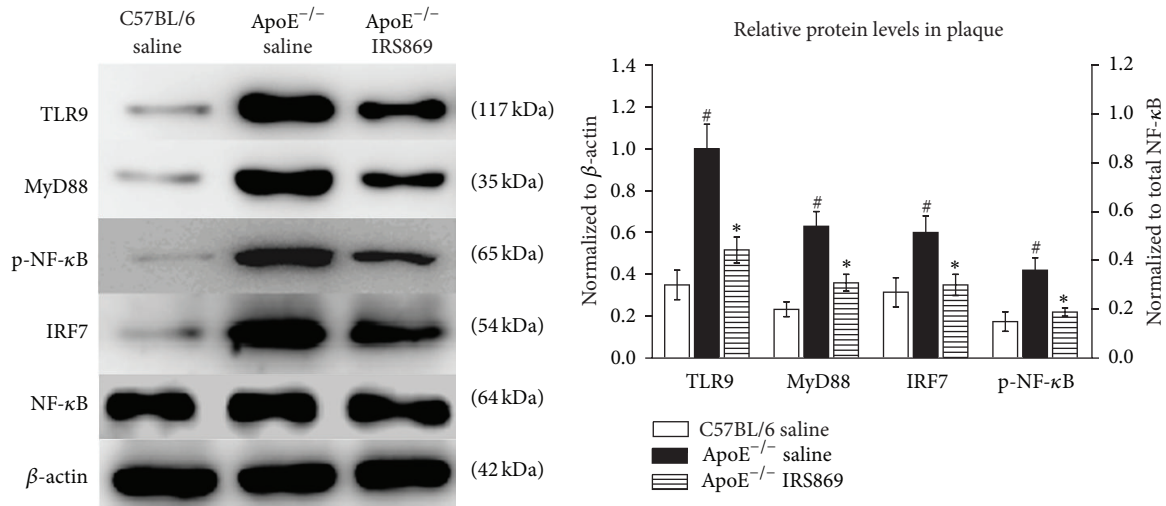 C57BL/6 saline
ApoE−/− saline
ApoE−/− IRS869
TLR9 (117 kDa)
MyD88 (35 kDa)
p-NF-κB (65 kDa)
IRF7 (54 kDa)
NF-κB (64 kDa)
β-actin (42 kDa)
Relative protein levels in plaque
Normalized to β-actin
1.4
1.2
1.0
0.8
0.6
0.4
0.2
0.0
# * # * # * # *
TLR9 MyD88 IRF7 p-NF-κB
1.2
1.0
0.8
0.6
0.4
0.2
0.0
Normalized to total NF-κB
C57BL/6 saline
ApoE−/− saline
ApoE−/− IRS869